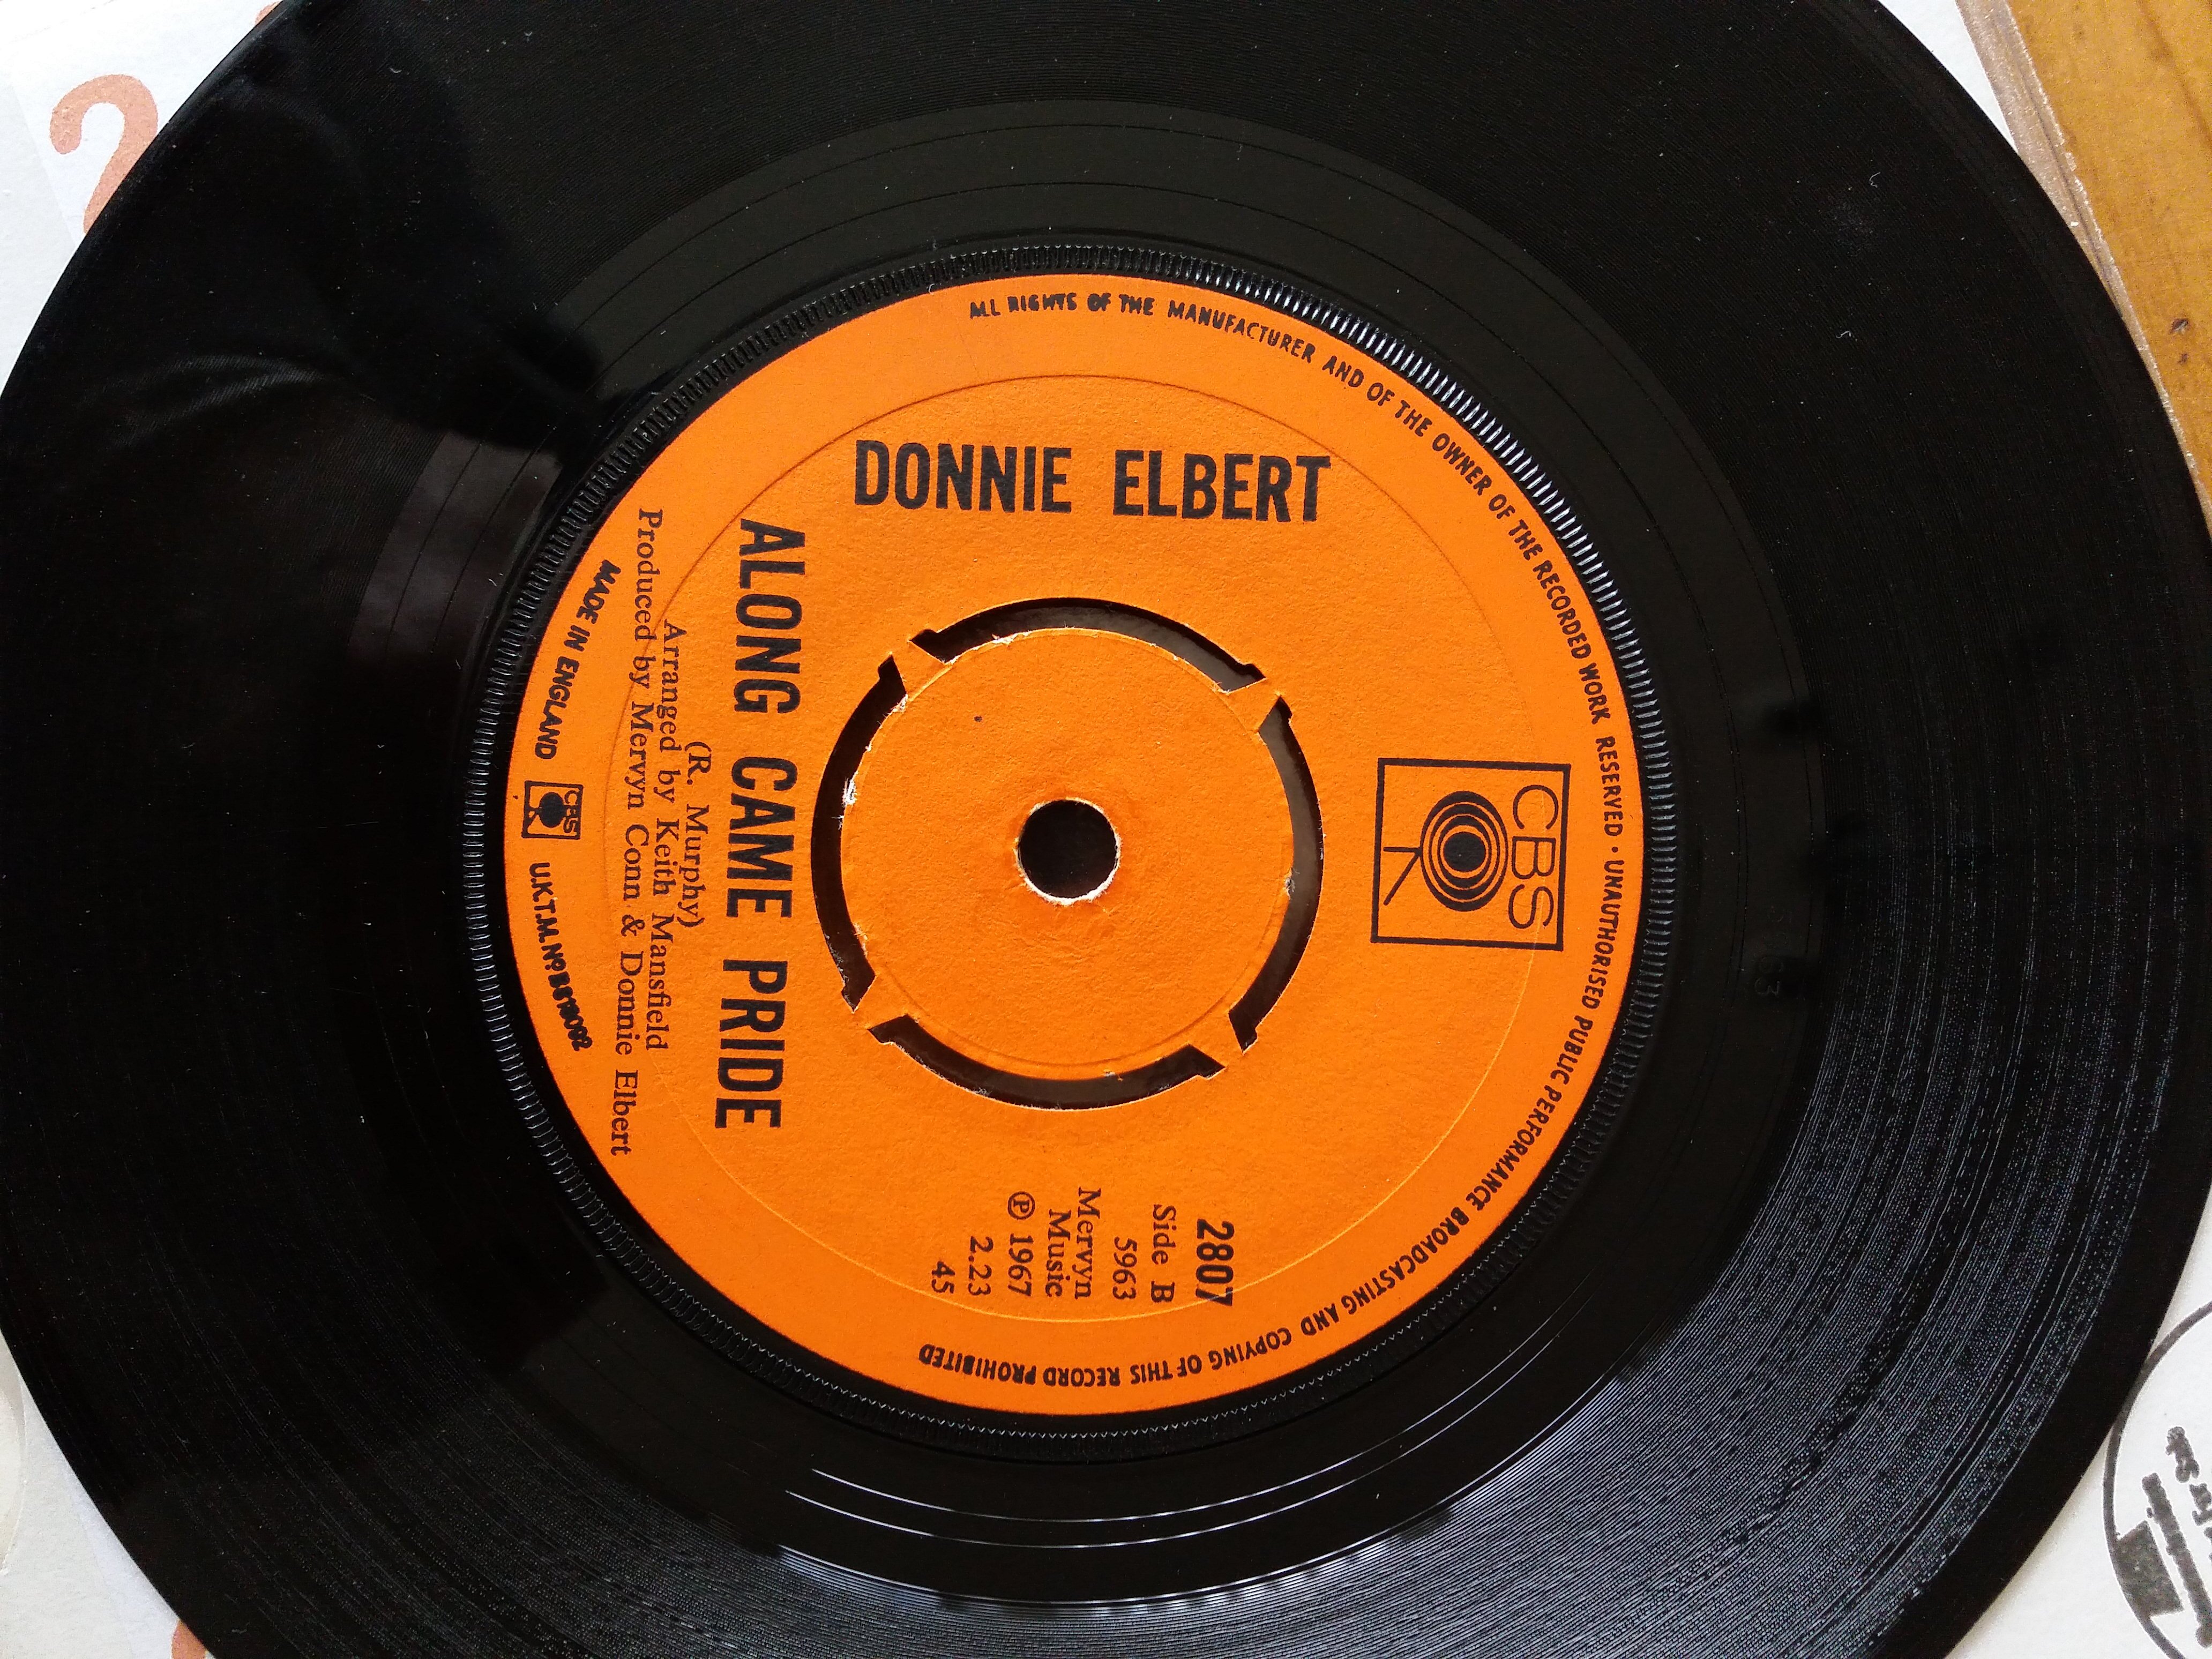 ALL RIGHTS OF THE MANUFACTURER AND OF THE OWNER OF THE RECORDED WORK RESERVED · UNAUTHORISED PUBLIC PERFORMANCE BROADCASTING AND COPYING OF THIS RECORD PROHIBITED
CBS
2807
Side B
5963
Mervyn
Music
℗ 1967
2.23
45
DONNIE ELBERT
ALONG CAME PRIDE
(R. Murphy)
Arranged by Keith Mansfield
Produced by Mervyn Conn & Donnie Elbert
MADE IN ENGLAND
CBS
U.K.T.M. Nº